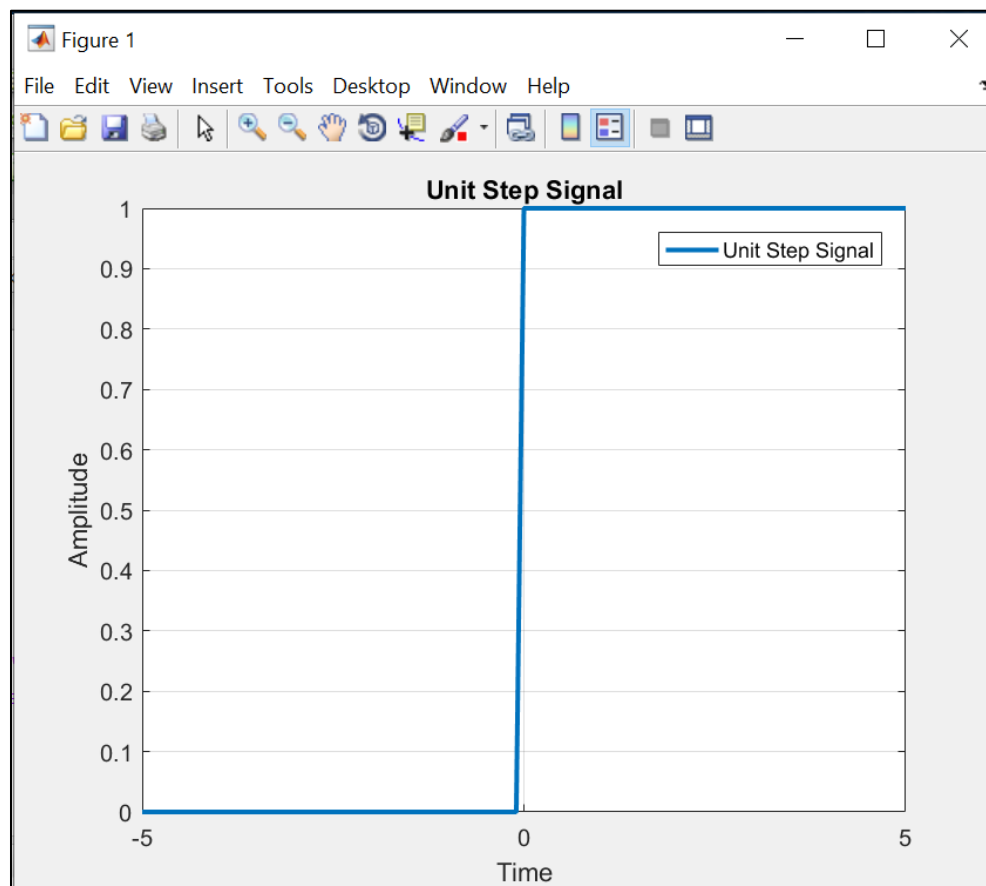 Figure 1
File Edit View Insert Tools Desktop Window Help
Unit Step Signal
Unit Step Signal
1
0.9
0.8
0.7
0.6
0.5
0.4
0.3
0.2
0.1
0
Amplitude
-5 0 5
Time